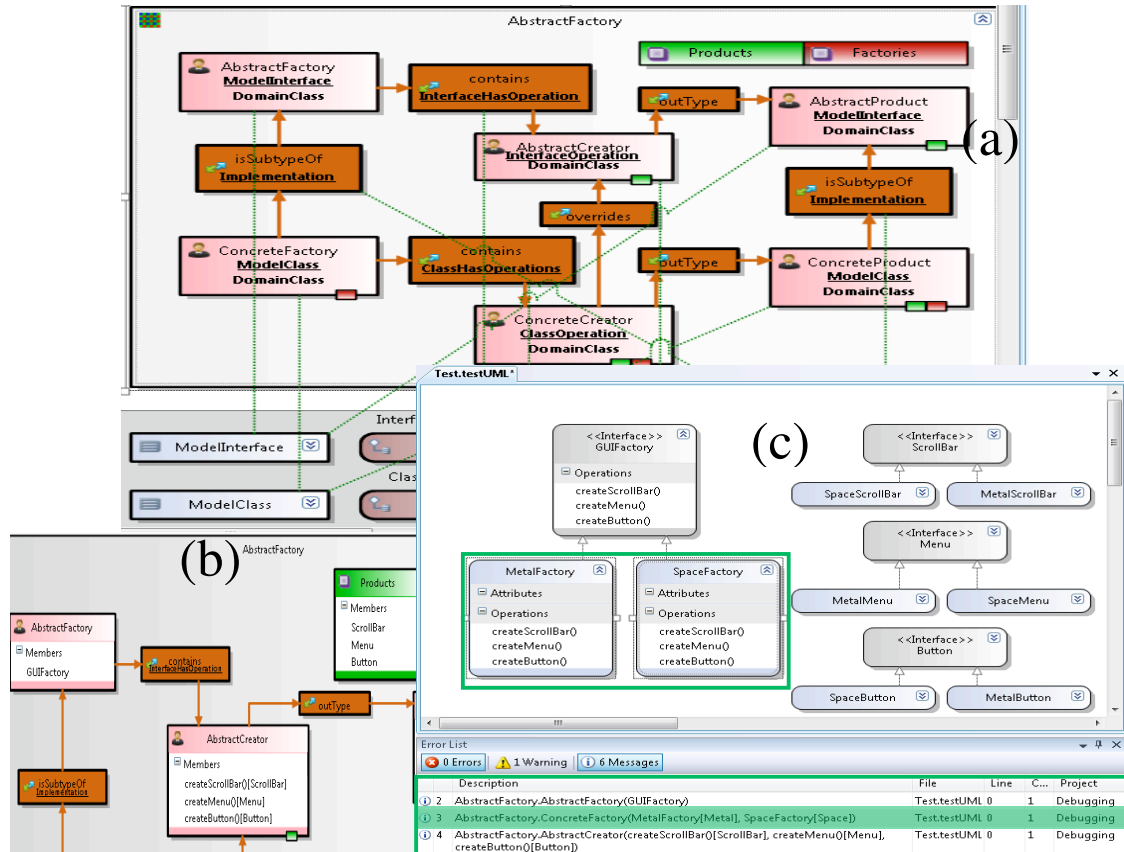 AbstractFactory
Products
Factories
AbstractFactory
ModelInterface
DomainClass
contains
InterfaceHasOperation
outType
AbstractProduct
ModelInterface
DomainClass
(a)
AbstractCreator
InterfaceOperation
DomainClass
isSubtypeOf
Implementation
isSubtypeOf
Implementation
overrides
ConcreteFactory
ModelClass
DomainClass
contains
ClassHasOperations
outType
ConcreteProduct
ModelClass
DomainClass
ConcreteCreator
ClassOperation
DomainClass
Interf
ModelInterface
Clas
ModelClass
(b)
AbstractFactory
Products
Members
ScrollBar
Menu
Button
AbstractFactory
Members
GUIFactory
contains
InterfaceHasOperation
outType
AbstractCreator
Members
createScrollBar()[ScrollBar]
createMenu()[Menu]
createButton()[Button]
isSubtypeOf
Implementation
Test.testUML*
(c)
<<Interface>>
GUIFactory
Operations
createScrollBar()
createMenu()
createButton()
MetalFactory
Attributes
Operations
createScrollBar()
createMenu()
createButton()
SpaceFactory
Attributes
Operations
createScrollBar()
createMenu()
createButton()
<<Interface>>
ScrollBar
SpaceScrollBar
MetalScrollBar
<<Interface>>
Menu
MetalMenu
SpaceMenu
<<Interface>>
Button
SpaceButton
MetalButton
Error List
0 Errors 1 Warning 6 Messages
Description File Line C... Project
2 AbstractFactory.AbstractFactory(GUIFactory) Test.testUML 0 1 Debugging
3 AbstractFactory.ConcreteFactory(MetalFactory[Metal], SpaceFactory[Space]) Test.testUML 0 1 Debugging
4 AbstractFactory.AbstractCreator(createScrollBar()[ScrollBar], createMenu()[Menu], Test.testUML 0 1 Debugging
createButton()[Button])